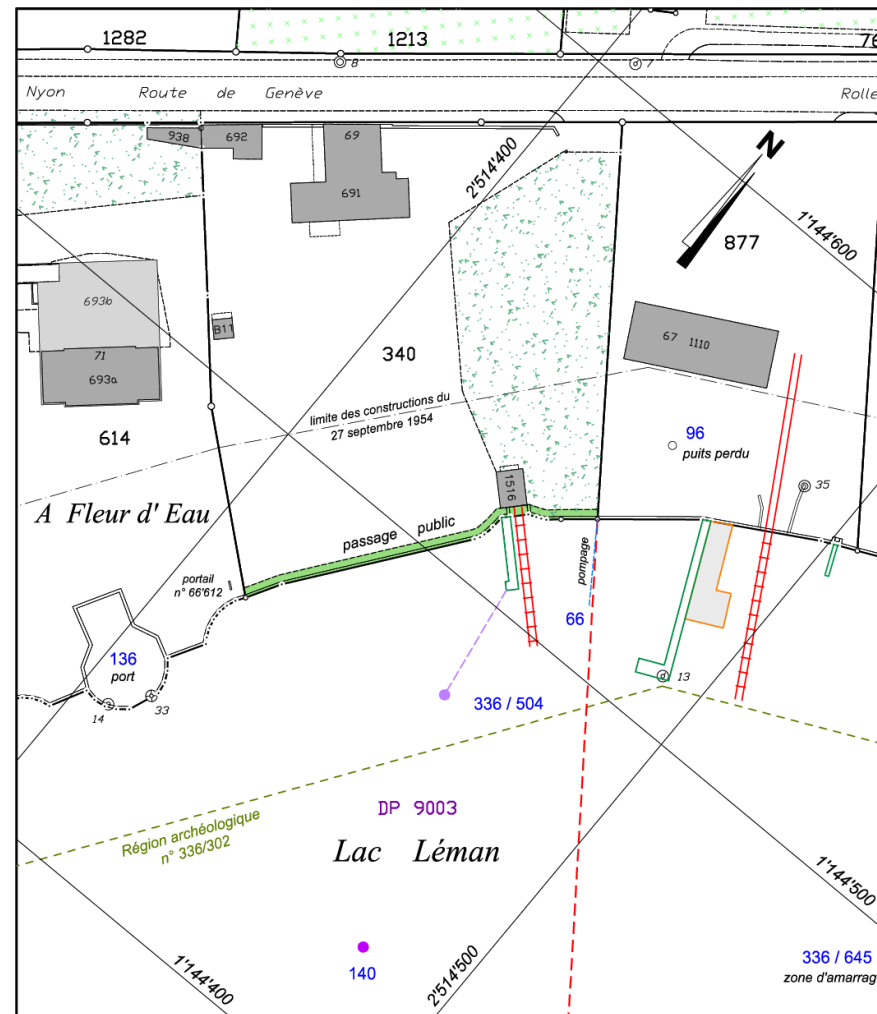 1282
1213
76
8
7
Nyon Route de Genève Rolle
938
692
69
691
2'514'400
N
1'144'600
877
693b
71
693a
B11
340
67 1110
614
limite des constructions du
27 septembre 1954
96
puits perdu
1516
35
A Fleur d' Eau
passage public
pompage
portail
n° 66'612
66
136
port
14
33
336 / 504
13
DP 9003
Région archéologique
n° 336/302
Lac Léman
1'144'500
140
1'144'400
2'514'500
336 / 645
zone d'amarrag